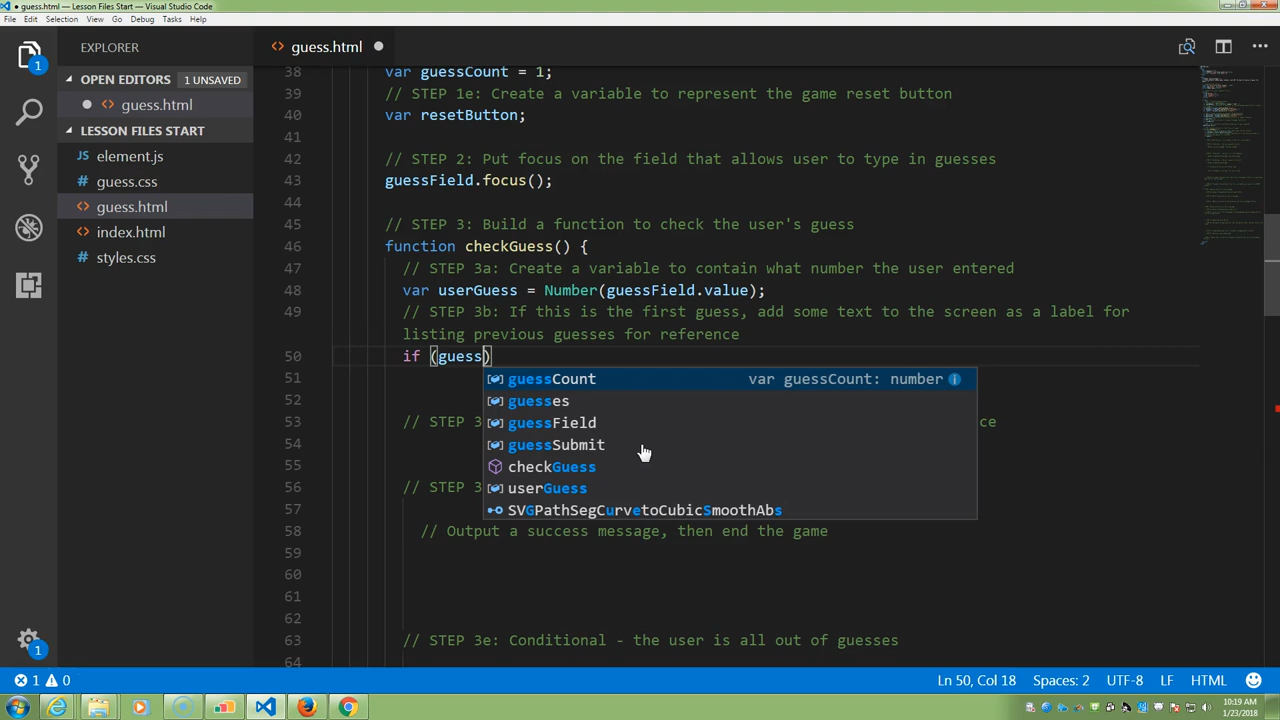 guess.html — Lesson Files Start — Visual Studio Code
File Edit Selection View Go Debug Tasks Help
EXPLORER
guess.html
OPEN EDITORS 1 UNSAVED
guess.html
LESSON FILES START
JS element.js
# guess.css
guess.html
index.html
# styles.css
1
1
38 var guessCount = 1;
39 // STEP 1e: Create a variable to represent the game reset button
40 var resetButton;
41
42 // STEP 2: Put focus on the field that allows user to type in guesses
43 guessField.focus();
44
45 // STEP 3: Build a function to check the user's guess
46 function checkGuess() {
47 // STEP 3a: Create a variable to contain what number the user entered
48 var userGuess = Number(guessField.value);
49 // STEP 3b: If this is the first guess, add some text to the screen as a label for
listing previous guesses for reference
50 if (guess)
51 guessCount var guessCount: number
52 guesses
53 // STEP 3 guessField ce
54 guessSubmit
55 checkGuess
56 // STEP 3 userGuess
57 SVGPathSegCurvetoCubicSmoothAbs
58 // Output a success message, then end the game
59
60
61
62
63 // STEP 3e: Conditional - the user is all out of guesses
64
1 0 Ln 50, Col 18 Spaces: 2 UTF-8 LF HTML
10:19 AM
1/23/2018